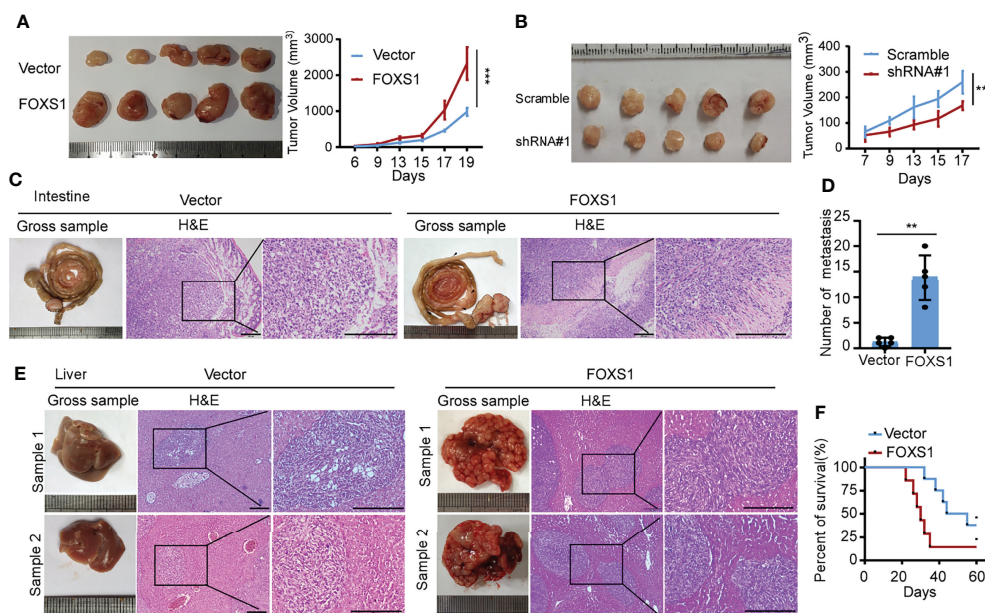 A
Vector
FOXS1
Tumor Volume (mm3)
3000
2000
1000
0
Vector
FOXS1
***
6 9 13 15 17 19
Days
B
Scramble
shRNA#1
Tumor Volume (mm3)
400
300
200
100
0
Scramble
shRNA#1
**
7 9 13 15 17
Days
C
Intestine
Vector
FOXS1
Gross sample
H&E
Gross sample
H&E
D
Number of metastasis
25
20
15
10
5
0
**
Vector FOXS1
E
Liver
Vector
FOXS1
Gross sample
H&E
Gross sample
H&E
Sample 1
Sample 1
Sample 2
Sample 2
F
Percent of survival(%)
Vector
FOXS1
100
75
50
25
0
0 20 40 60
Days